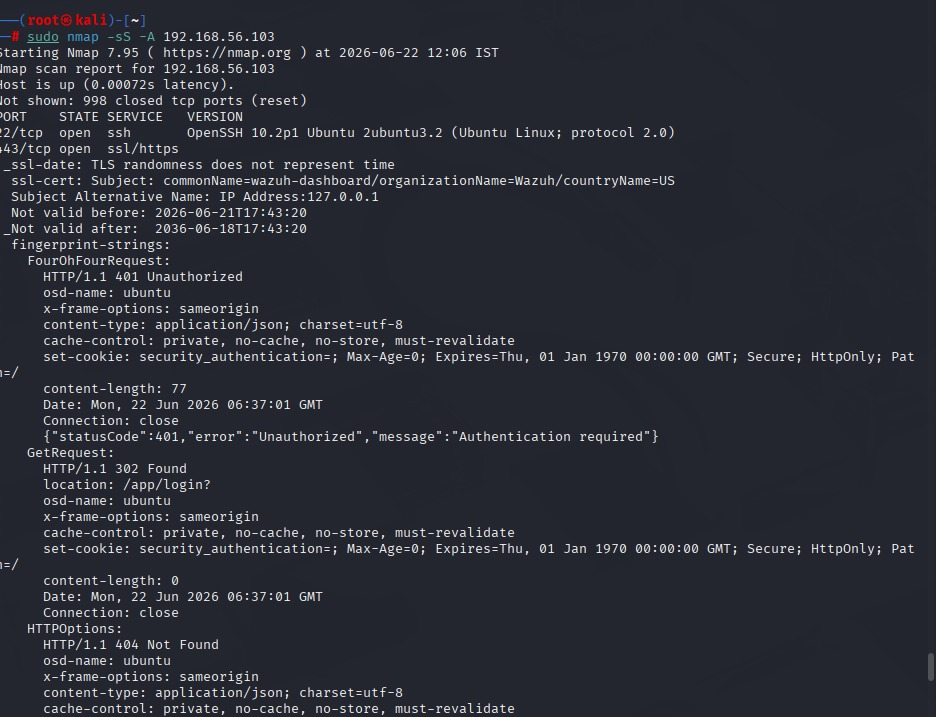 ──(root㉿kali)-[~]
─# sudo nmap -sS -A 192.168.56.103
Starting Nmap 7.95 ( https://nmap.org ) at 2026-06-22 12:06 IST
Nmap scan report for 192.168.56.103
Host is up (0.00072s latency).
Not shown: 998 closed tcp ports (reset)
PORT    STATE SERVICE   VERSION
22/tcp  open  ssh       OpenSSH 10.2p1 Ubuntu 2ubuntu3.2 (Ubuntu Linux; protocol 2.0)
443/tcp open  ssl/https
_ssl-date: TLS randomness does not represent time
ssl-cert: Subject: commonName=wazuh-dashboard/organizationName=Wazuh/countryName=US
Subject Alternative Name: IP Address:127.0.0.1
Not valid before: 2026-06-21T17:43:20
_Not valid after:  2036-06-18T17:43:20
fingerprint-strings:
FourOhFourRequest:
HTTP/1.1 401 Unauthorized
osd-name: ubuntu
x-frame-options: sameorigin
content-type: application/json; charset=utf-8
cache-control: private, no-cache, no-store, must-revalidate
set-cookie: security_authentication=; Max-Age=0; Expires=Thu, 01 Jan 1970 00:00:00 GMT; Secure; HttpOnly; Pat
h=/
content-length: 77
Date: Mon, 22 Jun 2026 06:37:01 GMT
Connection: close
{"statusCode":401,"error":"Unauthorized","message":"Authentication required"}
GetRequest:
HTTP/1.1 302 Found
location: /app/login?
osd-name: ubuntu
x-frame-options: sameorigin
cache-control: private, no-cache, no-store, must-revalidate
set-cookie: security_authentication=; Max-Age=0; Expires=Thu, 01 Jan 1970 00:00:00 GMT; Secure; HttpOnly; Pat
h=/
content-length: 0
Date: Mon, 22 Jun 2026 06:37:01 GMT
Connection: close
HTTPOptions:
HTTP/1.1 404 Not Found
osd-name: ubuntu
x-frame-options: sameorigin
content-type: application/json; charset=utf-8
cache-control: private, no-cache, no-store, must-revalidate